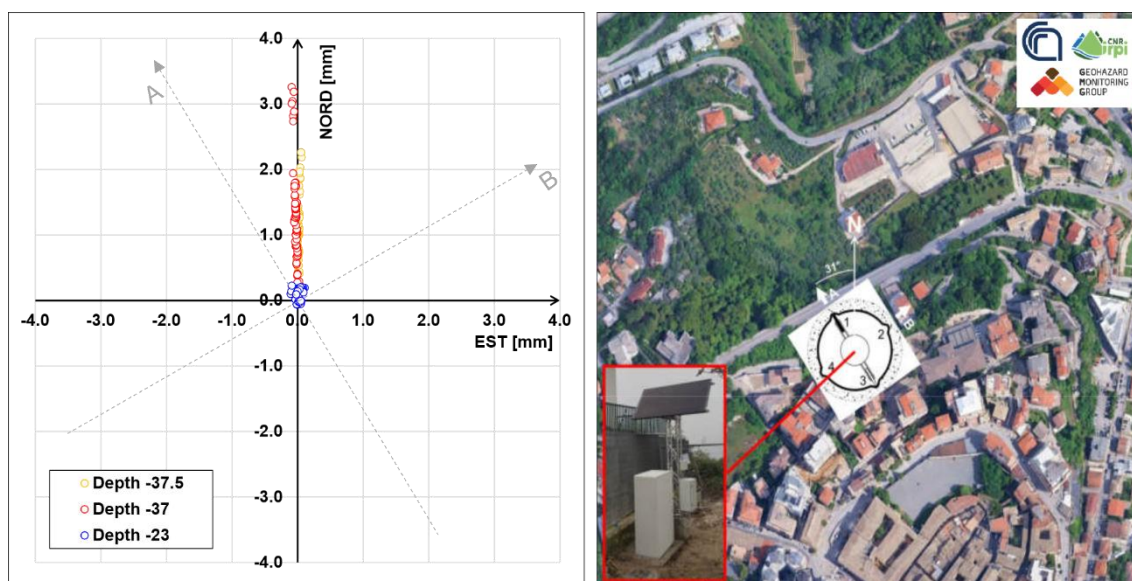 4.0
3.0
2.0
1.0
0.0
-1.0
-2.0
-3.0
-4.0
-4.0 -3.0 -2.0 -1.0 0.0 1.0 2.0 3.0 4.0
NORD [mm]
EST [mm]
A
B
Depth -37.5
Depth -37
Depth -23
CNR
irpi
GEOHAZARD
MONITORING
GROUP
N
31°
A
B
1
2
3
4